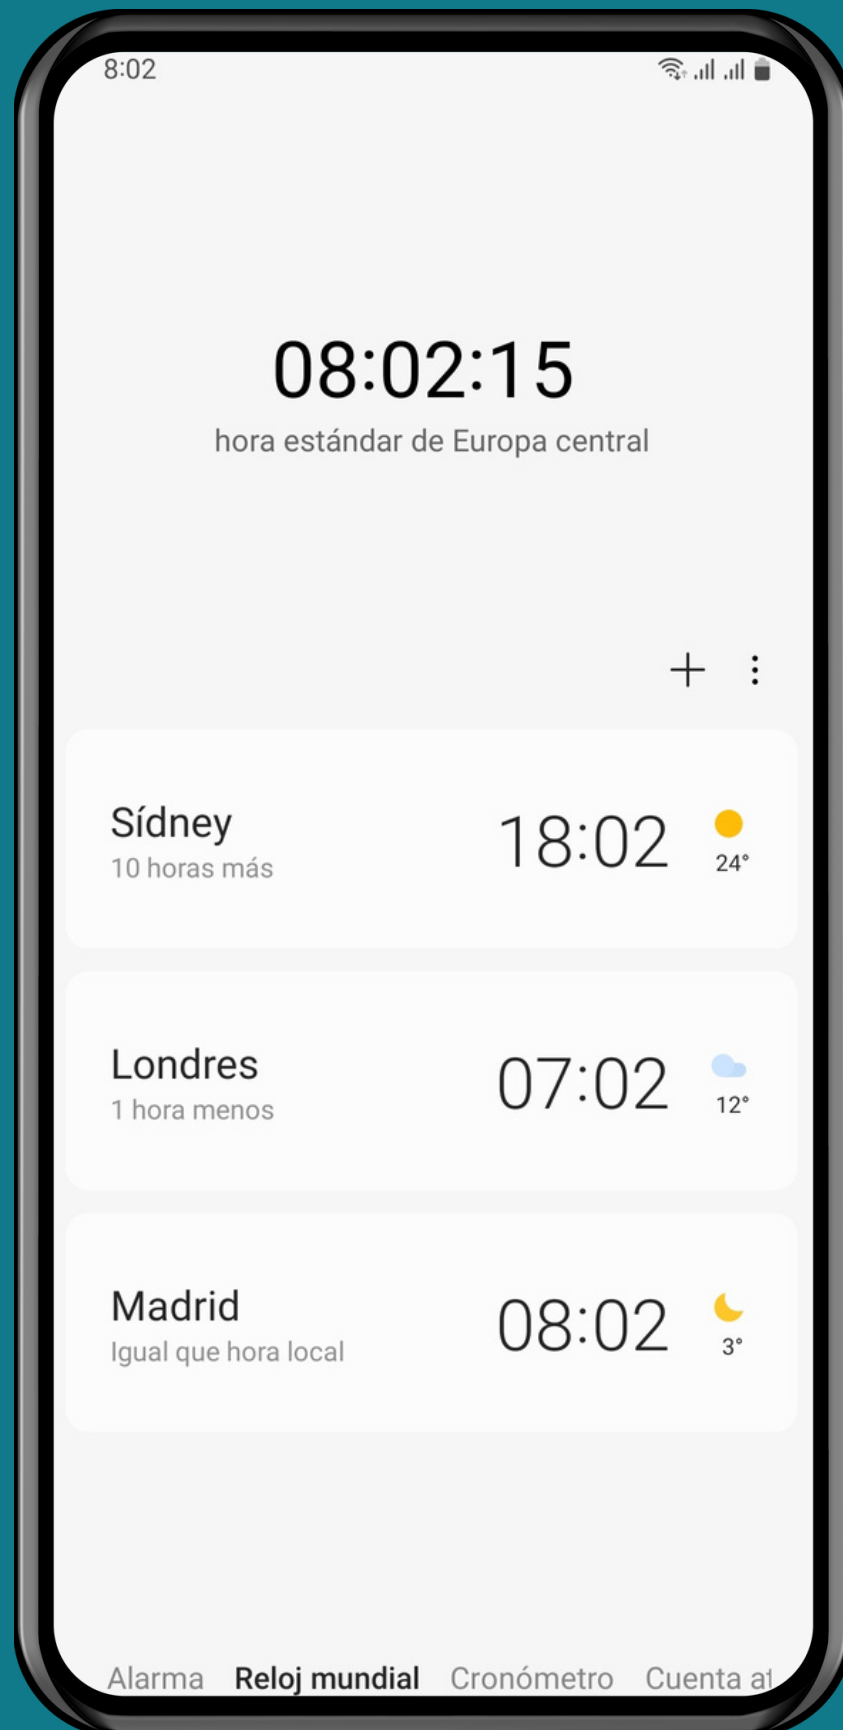 8:02
08:02:15
hora estándar de Europa central
Sídney
10 horas más
18:02
24°
Londres
1 hora menos
07:02
12°
Madrid
Igual que hora local
08:02
3°
Alarma Reloj mundial Cronómetro Cuenta